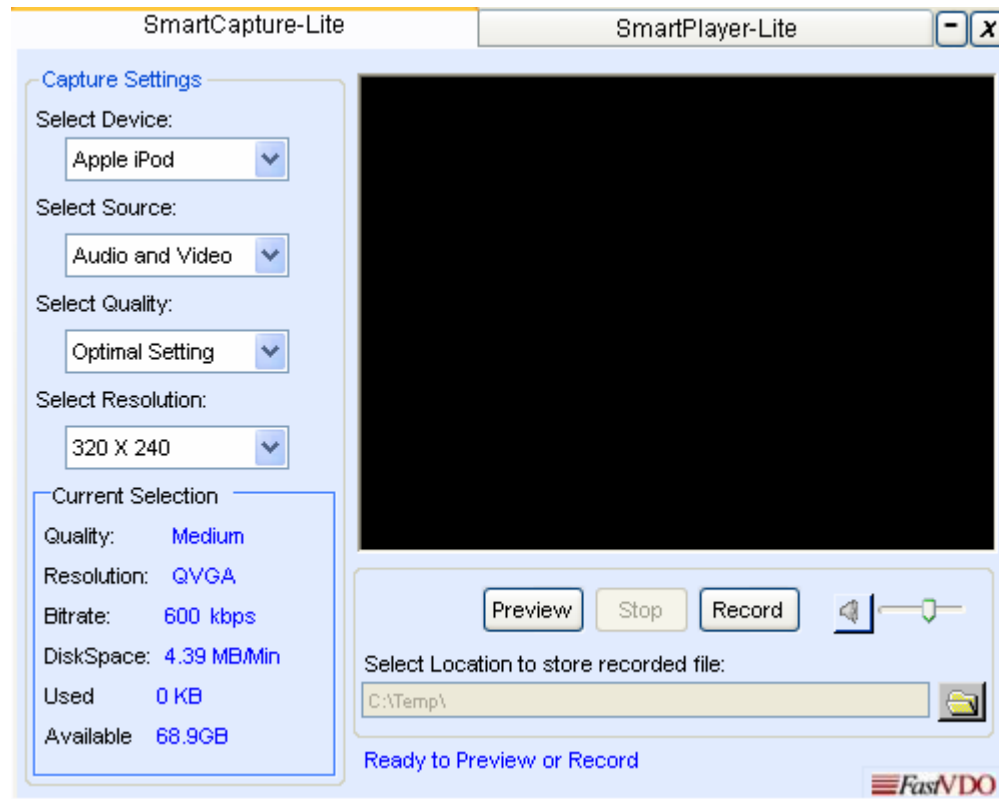 SmartCapture-Lite
SmartPlayer-Lite
-
x
Capture Settings
Select Device:
Apple iPod
Select Source:
Audio and Video
Select Quality:
Optimal Setting
Select Resolution:
320 X 240
Current Selection
Quality: Medium
Resolution: QVGA
Bitrate: 600 kbps
DiskSpace: 4.39 MB/Min
Used 0 KB
Available 68.9GB
Preview
Stop
Record
Select Location to store recorded file:
C:\Temp\
Ready to Preview or Record
FastVDO